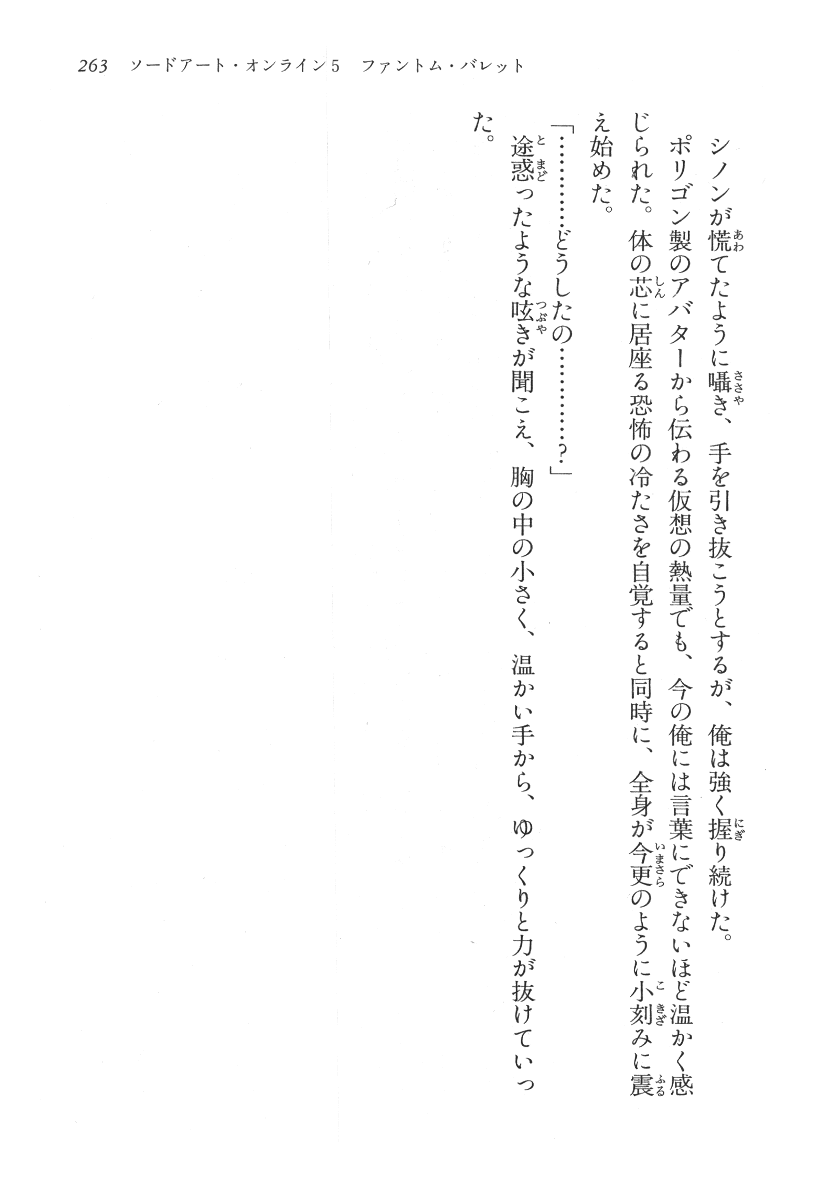 263　ソードアート・オンライン5　ファントム・バレット
　シノンが慌てたように囁き、手を引き抜こうとするが、俺は強く握り続けた。
　ポリゴン製のアバターから伝わる仮想の熱量でも、今の俺には言葉にできないほど温かく感
じられた。体の芯に居座る恐怖の冷たさを自覚すると同時に、全身が今更のように小刻みに震
え始めた。
「…………どうしたの…………？」
　途惑ったような呟きが聞こえ、胸の中の小さく、温かい手から、ゆっくりと力が抜けていっ
た。